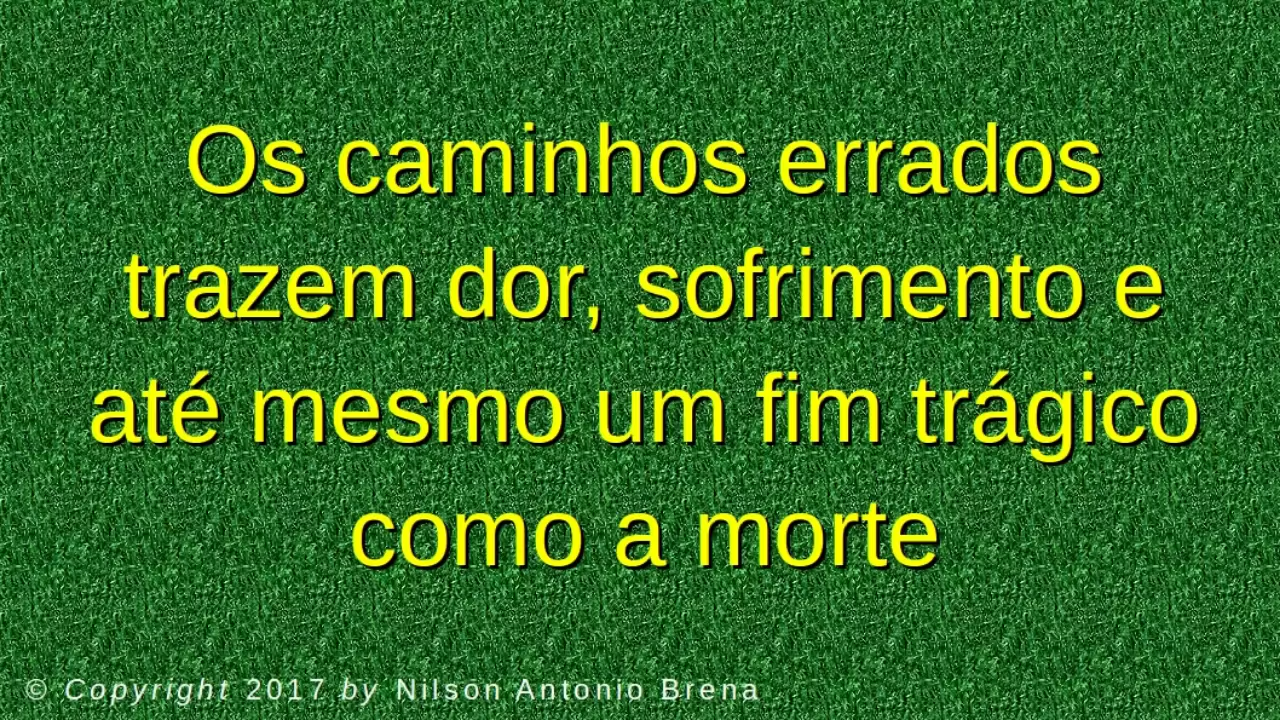 Os caminhos errados
trazem dor, sofrimento e
até mesmo um fim trágico
como a morte
© Copyright 2017 by Nilson Antonio Brena